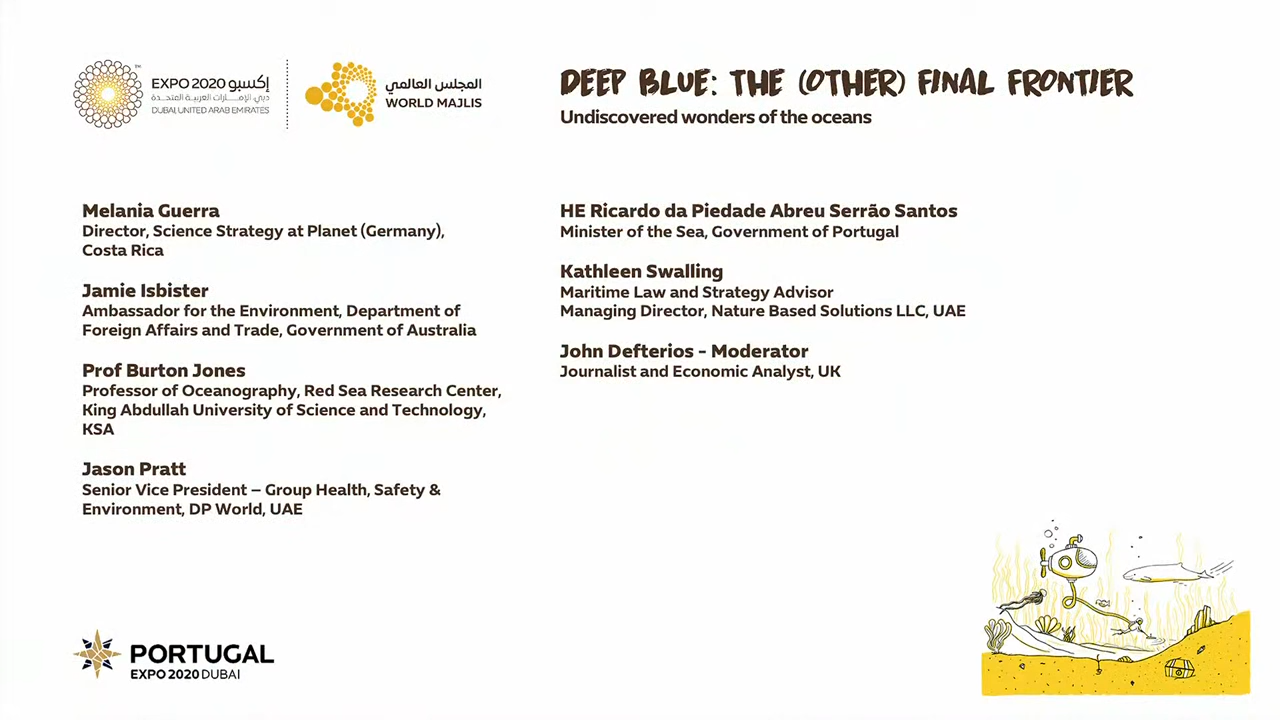 EXPO 2020 إكسبو
دبي، الإمارات العربية المتحدة
DUBAI, UNITED ARAB EMIRATES
المجلس العالمي
WORLD MAJLIS
DEEP BLUE: THE (OTHER) FINAL FRONTIER
Undiscovered wonders of the oceans
Melania Guerra
Director, Science Strategy at Planet (Germany),
Costa Rica
Jamie Isbister
Ambassador for the Environment, Department of
Foreign Affairs and Trade, Government of Australia
Prof Burton Jones
Professor of Oceanography, Red Sea Research Center,
King Abdullah University of Science and Technology,
KSA
Jason Pratt
Senior Vice President – Group Health, Safety &
Environment, DP World, UAE
HE Ricardo da Piedade Abreu Serrão Santos
Minister of the Sea, Government of Portugal
Kathleen Swalling
Maritime Law and Strategy Advisor
Managing Director, Nature Based Solutions LLC, UAE
John Defterios - Moderator
Journalist and Economic Analyst, UK
PORTUGAL
EXPO 2020 DUBAI